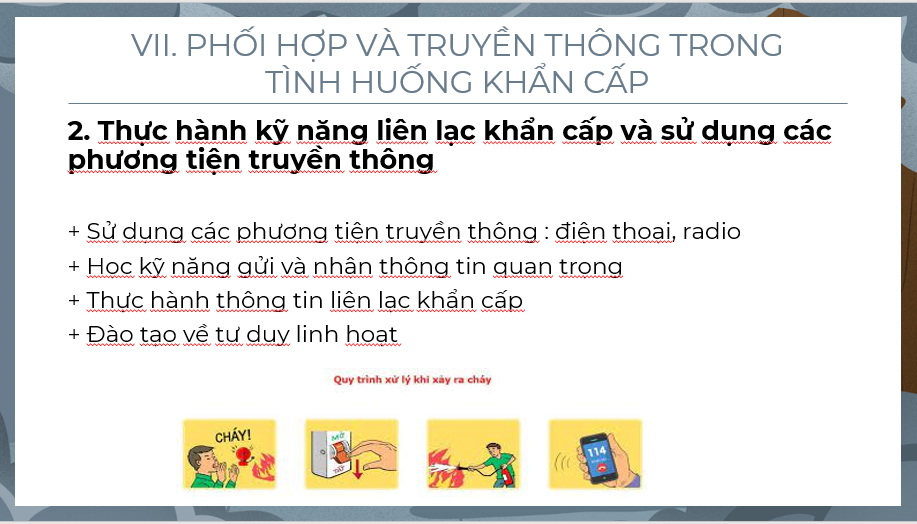 VII. PHỐI HỢP VÀ TRUYỀN THÔNG TRONG
TÌNH HUỐNG KHẨN CẤP
2. Thực hành kỹ năng liên lạc khẩn cấp và sử dụng các
phương tiện truyền thông
+ Sử dụng các phương tiện truyền thông : điện thoại, radio
+ Học kỹ năng gửi và nhận thông tin quan trọng
+ Thực hành thông tin liên lạc khẩn cấp
+ Đào tạo về tư duy linh hoạt
Quy trình xử lý khi xảy ra cháy
CHÁY!
MỞ
TẮT
114